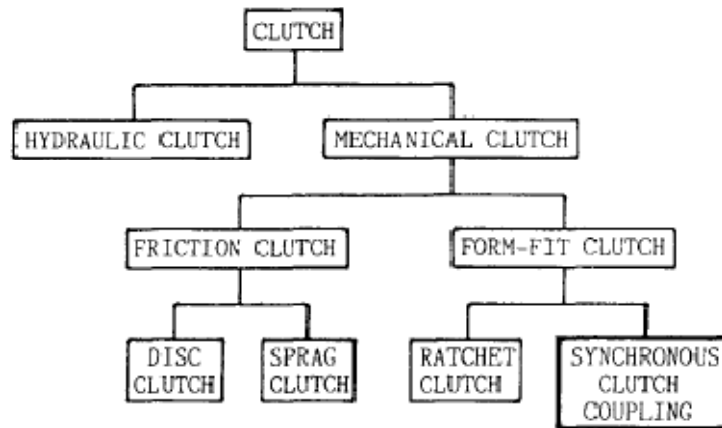 CLUTCH
HYDRAULIC CLUTCH
MECHANICAL CLUTCH
FRICTION CLUTCH
FORM-FIT CLUTCH
DISC
CLUTCH
SPRAG
CLUTCH
RATCHET
CLUTCH
SYNCHRONOUS
CLUTCH
COUPLING